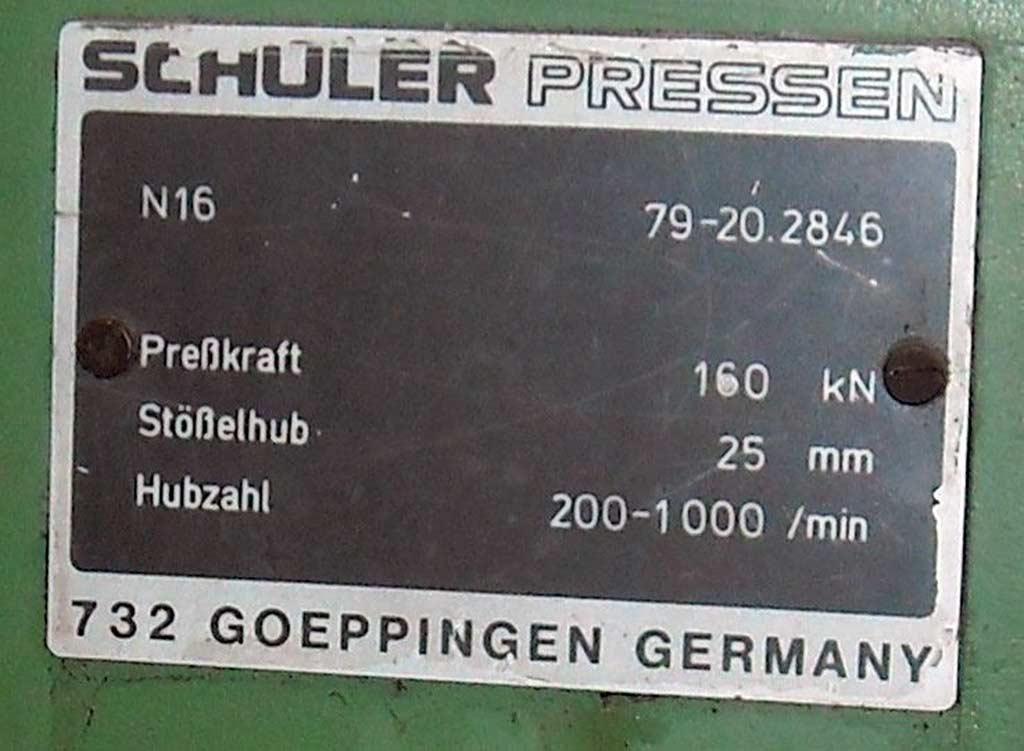 SCHULER PRESSEN
N16 79-20.2846
Preßkraft 160 kN
Stößelhub 25 mm
Hubzahl 200-1000 /min
732 GOEPPINGEN GERMANY